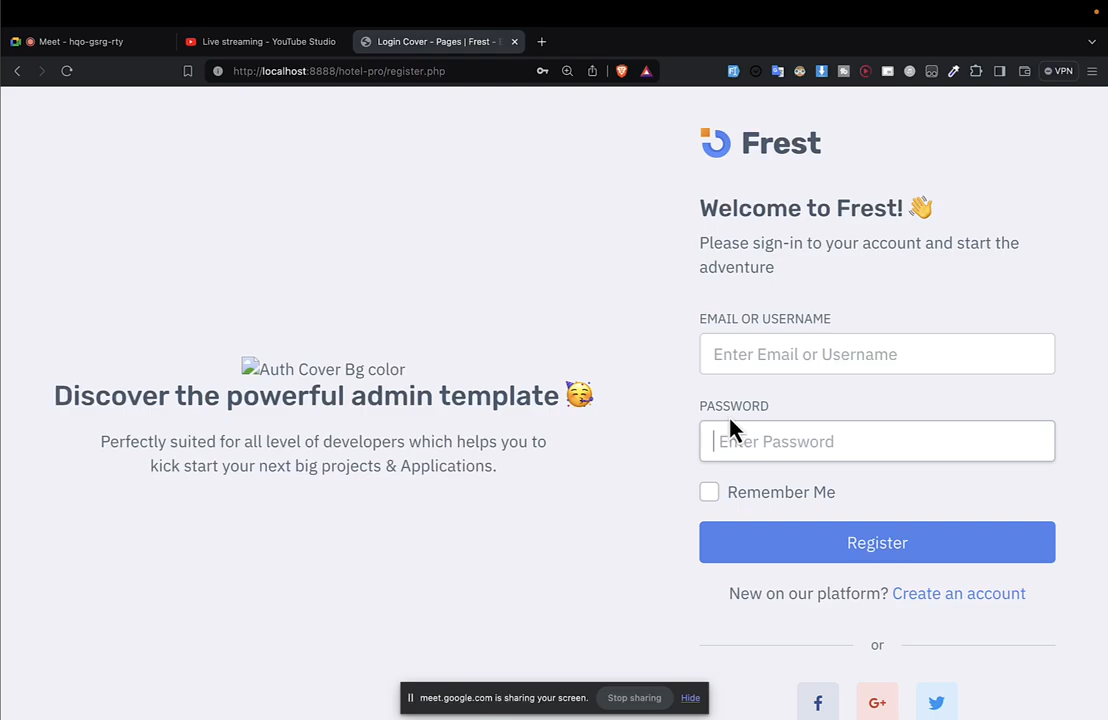 Meet - hqo-gsrg-rty
Live streaming - YouTube Studio
Login Cover - Pages | Frest -
http://localhost:8888/hotel-pro/register.php
VPN
Frest
Welcome to Frest! 👋
Please sign-in to your account and start the
adventure
EMAIL OR USERNAME
Enter Email or Username
PASSWORD
Enter Password
Remember Me
Register
New on our platform? Create an account
or
Auth Cover Bg color
Discover the powerful admin template 🥳
Perfectly suited for all level of developers which helps you to
kick start your next big projects & Applications.
meet.google.com is sharing your screen.
Stop sharing
Hide